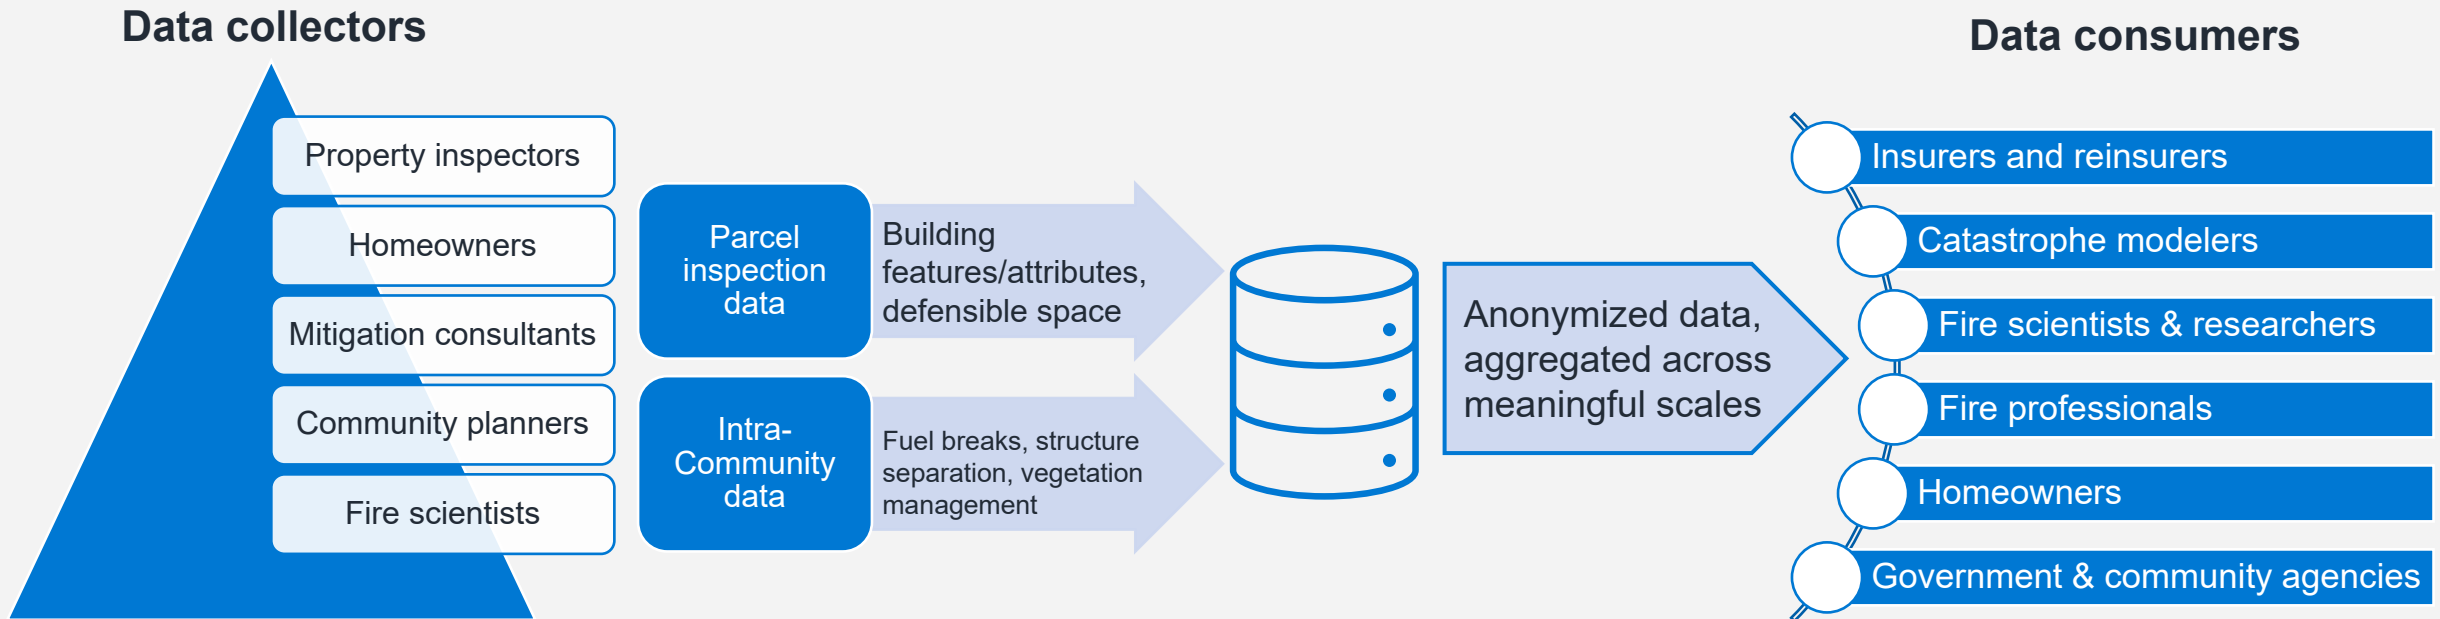 Data collectors
Property inspectors
Homeowners
Mitigation consultants
Community planners
Fire scientists
Parcel
inspection
data
Building
features/attributes,
defensible space
Intra-
Community
data
Fuel breaks, structure
separation, vegetation
management
Anonymized data,
aggregated across
meaningful scales
Data consumers
Insurers and reinsurers
Catastrophe modelers
Fire scientists & researchers
Fire professionals
Homeowners
Government & community agencies